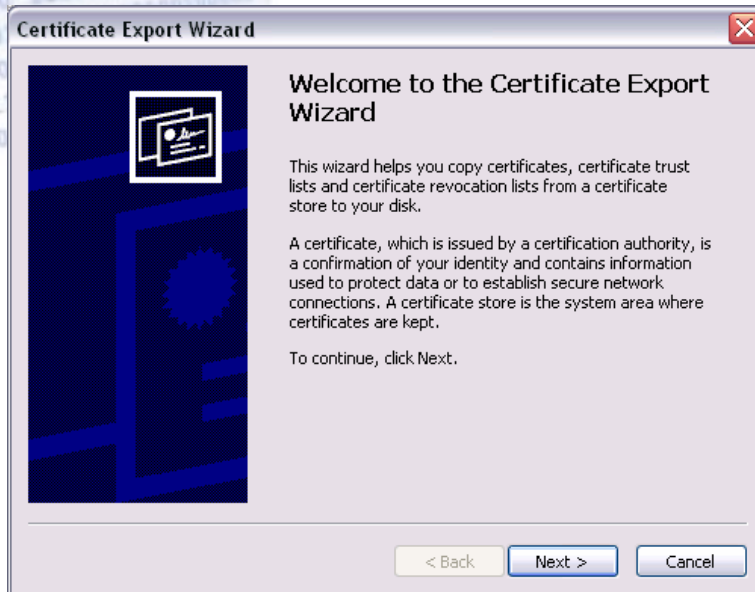 Certificate Export Wizard
Welcome to the Certificate Export
Wizard
This wizard helps you copy certificates, certificate trust
lists and certificate revocation lists from a certificate
store to your disk.
A certificate, which is issued by a certification authority, is
a confirmation of your identity and contains information
used to protect data or to establish secure network
connections. A certificate store is the system area where
certificates are kept.
To continue, click Next.
< Back Next > Cancel